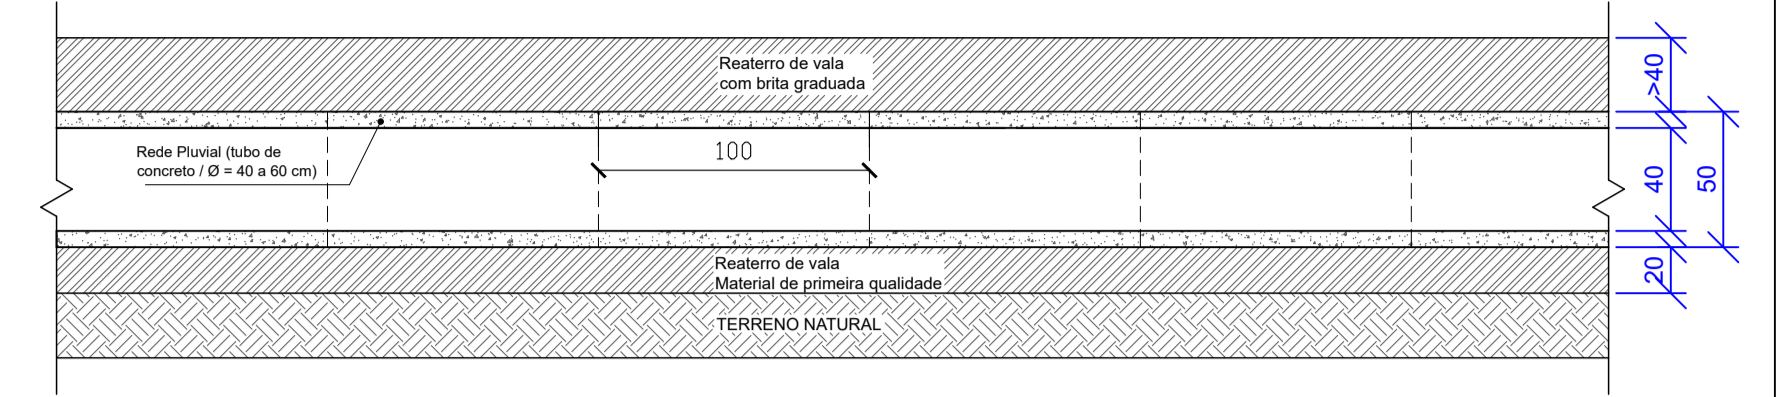 Reaterro de vala
com brita graduada
>40
Rede Pluvial (tubo de
concreto / Ø = 40 a 60 cm)
100
40
50
Reaterro de vala
Material de primeira qualidade
20
TERRENO NATURAL